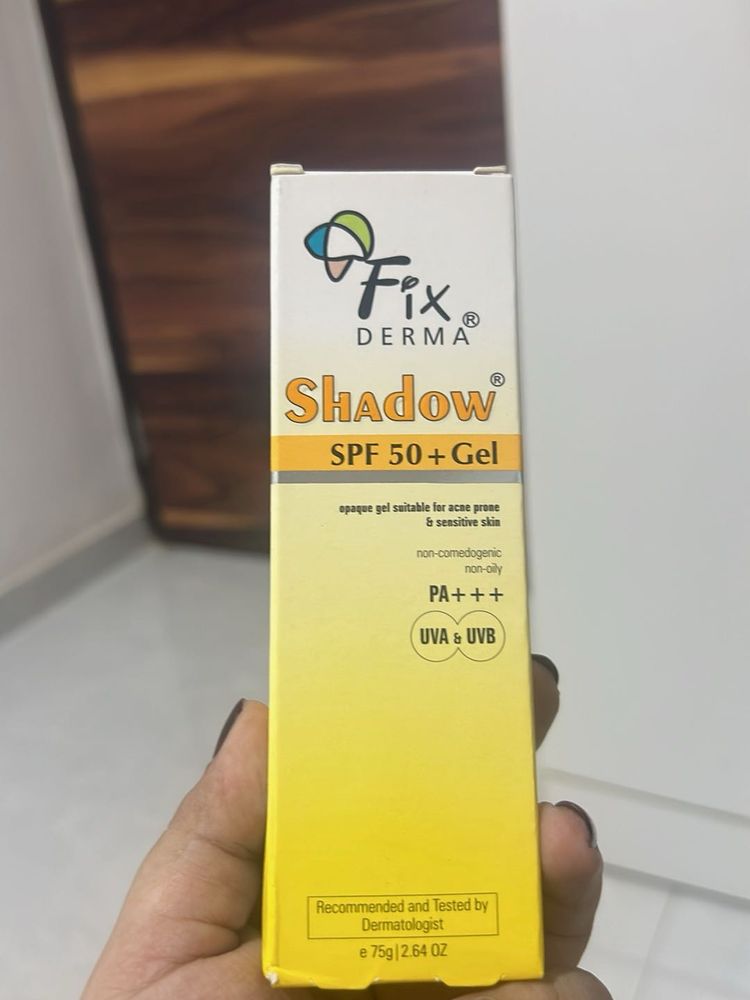 Fix
DERMA®
Shadow®
SPF 50+ Gel
opaque gel suitable for acne prone
& sensitive skin
non-comedogenic
non-oily
PA+++
UVA & UVB
Recommended and Tested by
Dermatologist
e 75g|2.64 OZ